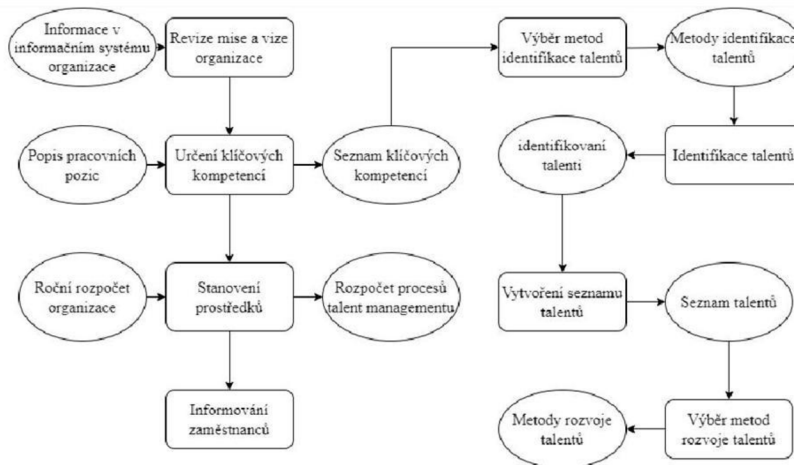 Informace v
informačním systému
organizace
Revize mise a vize
organizace
Výběr metod
identifikace talentů
Metody identifikace
talentů
Popis pracovních
pozic
Určení klíčových
kompetencí
Seznam klíčových
kompetencí
identifikovaní
talenti
Identifikace talentů
Roční rozpočet
organizace
Stanovení
prostředků
Rozpočet procesů
talent managementu
Vytvoření seznamu
talentů
Seznam talentů
Informování
zaměstnanců
Metody rozvoje
talentů
Výběr metod
rozvoje talentů